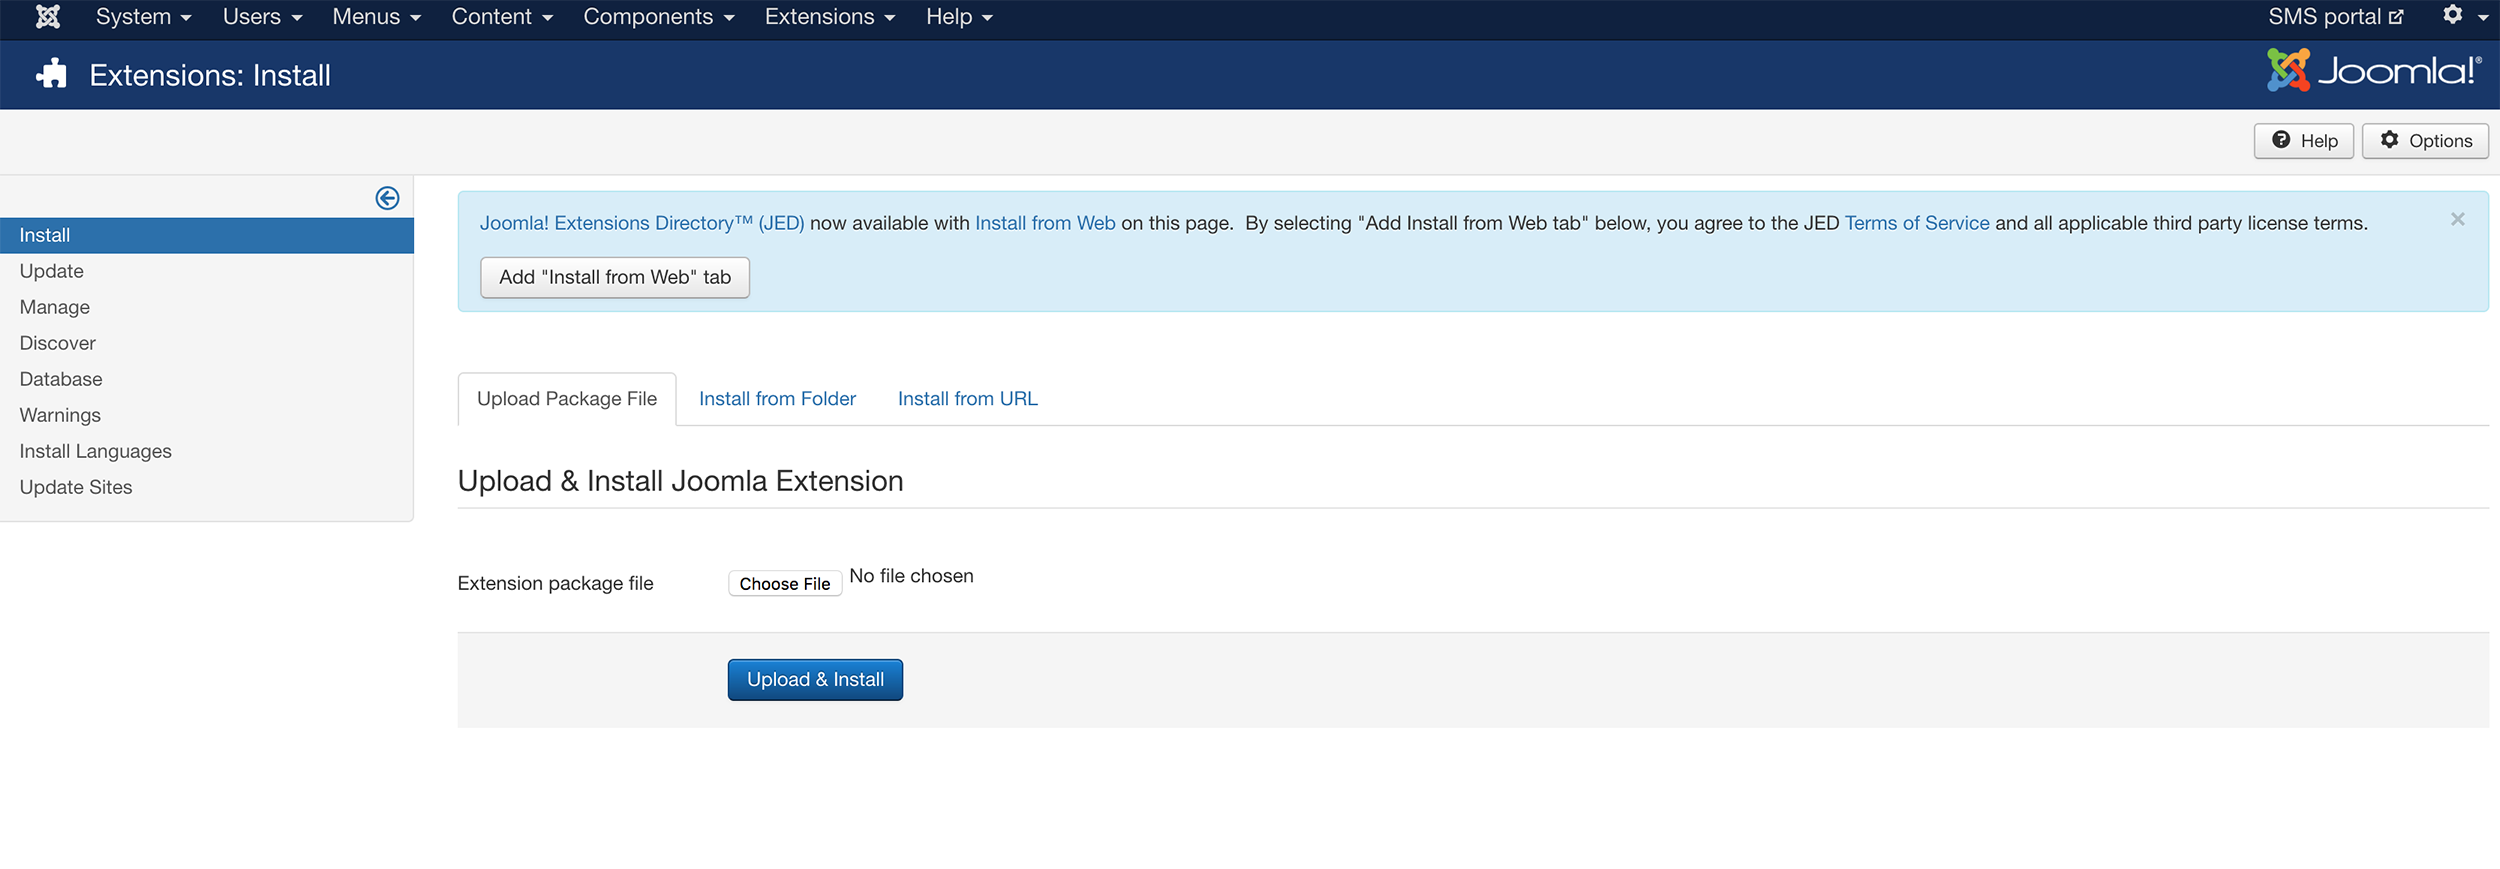 System Users Menus Content Components Extensions Help SMS portal
Extensions: Install Joomla!®
Help Options
Joomla! Extensions Directory™ (JED) now available with Install from Web on this page. By selecting "Add Install from Web tab" below, you agree to the JED Terms of Service and all applicable third party license terms.
Add "Install from Web" tab
Install
Update
Manage
Discover
Database
Warnings
Install Languages
Update Sites
Upload Package File Install from Folder Install from URL
Upload & Install Joomla Extension
Extension package file Choose File No file chosen
Upload & Install